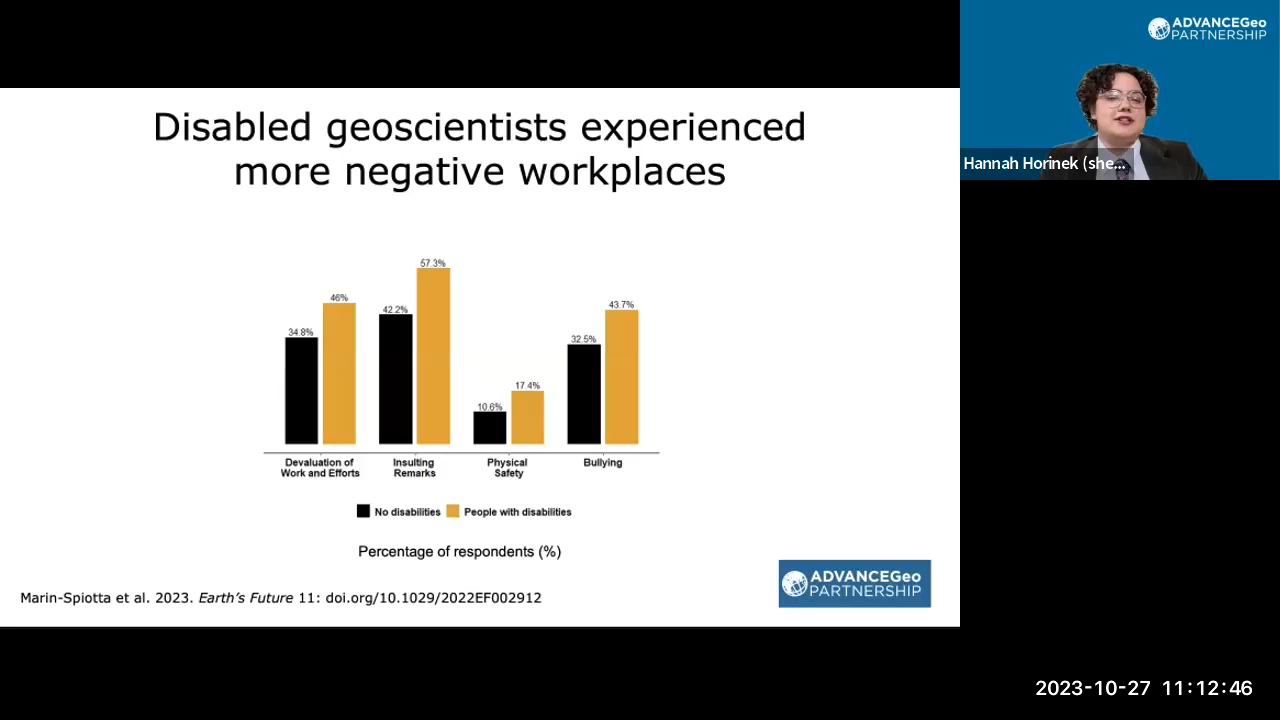 ADVANCEGeo
PARTNERSHIP
Hannah Horinek (she...
Disabled geoscientists experienced
more negative workplaces
34.8%
46%
42.2%
57.3%
10.6%
17.4%
32.5%
43.7%
Devaluation of
Work and Efforts
Insulting
Remarks
Physical
Safety
Bullying
No disabilities
People with disabilities
Percentage of respondents (%)
Marin-Spiotta et al. 2023. Earth's Future 11: doi.org/10.1029/2022EF002912
ADVANCEGeo
PARTNERSHIP
2023-10-27 11:12:46